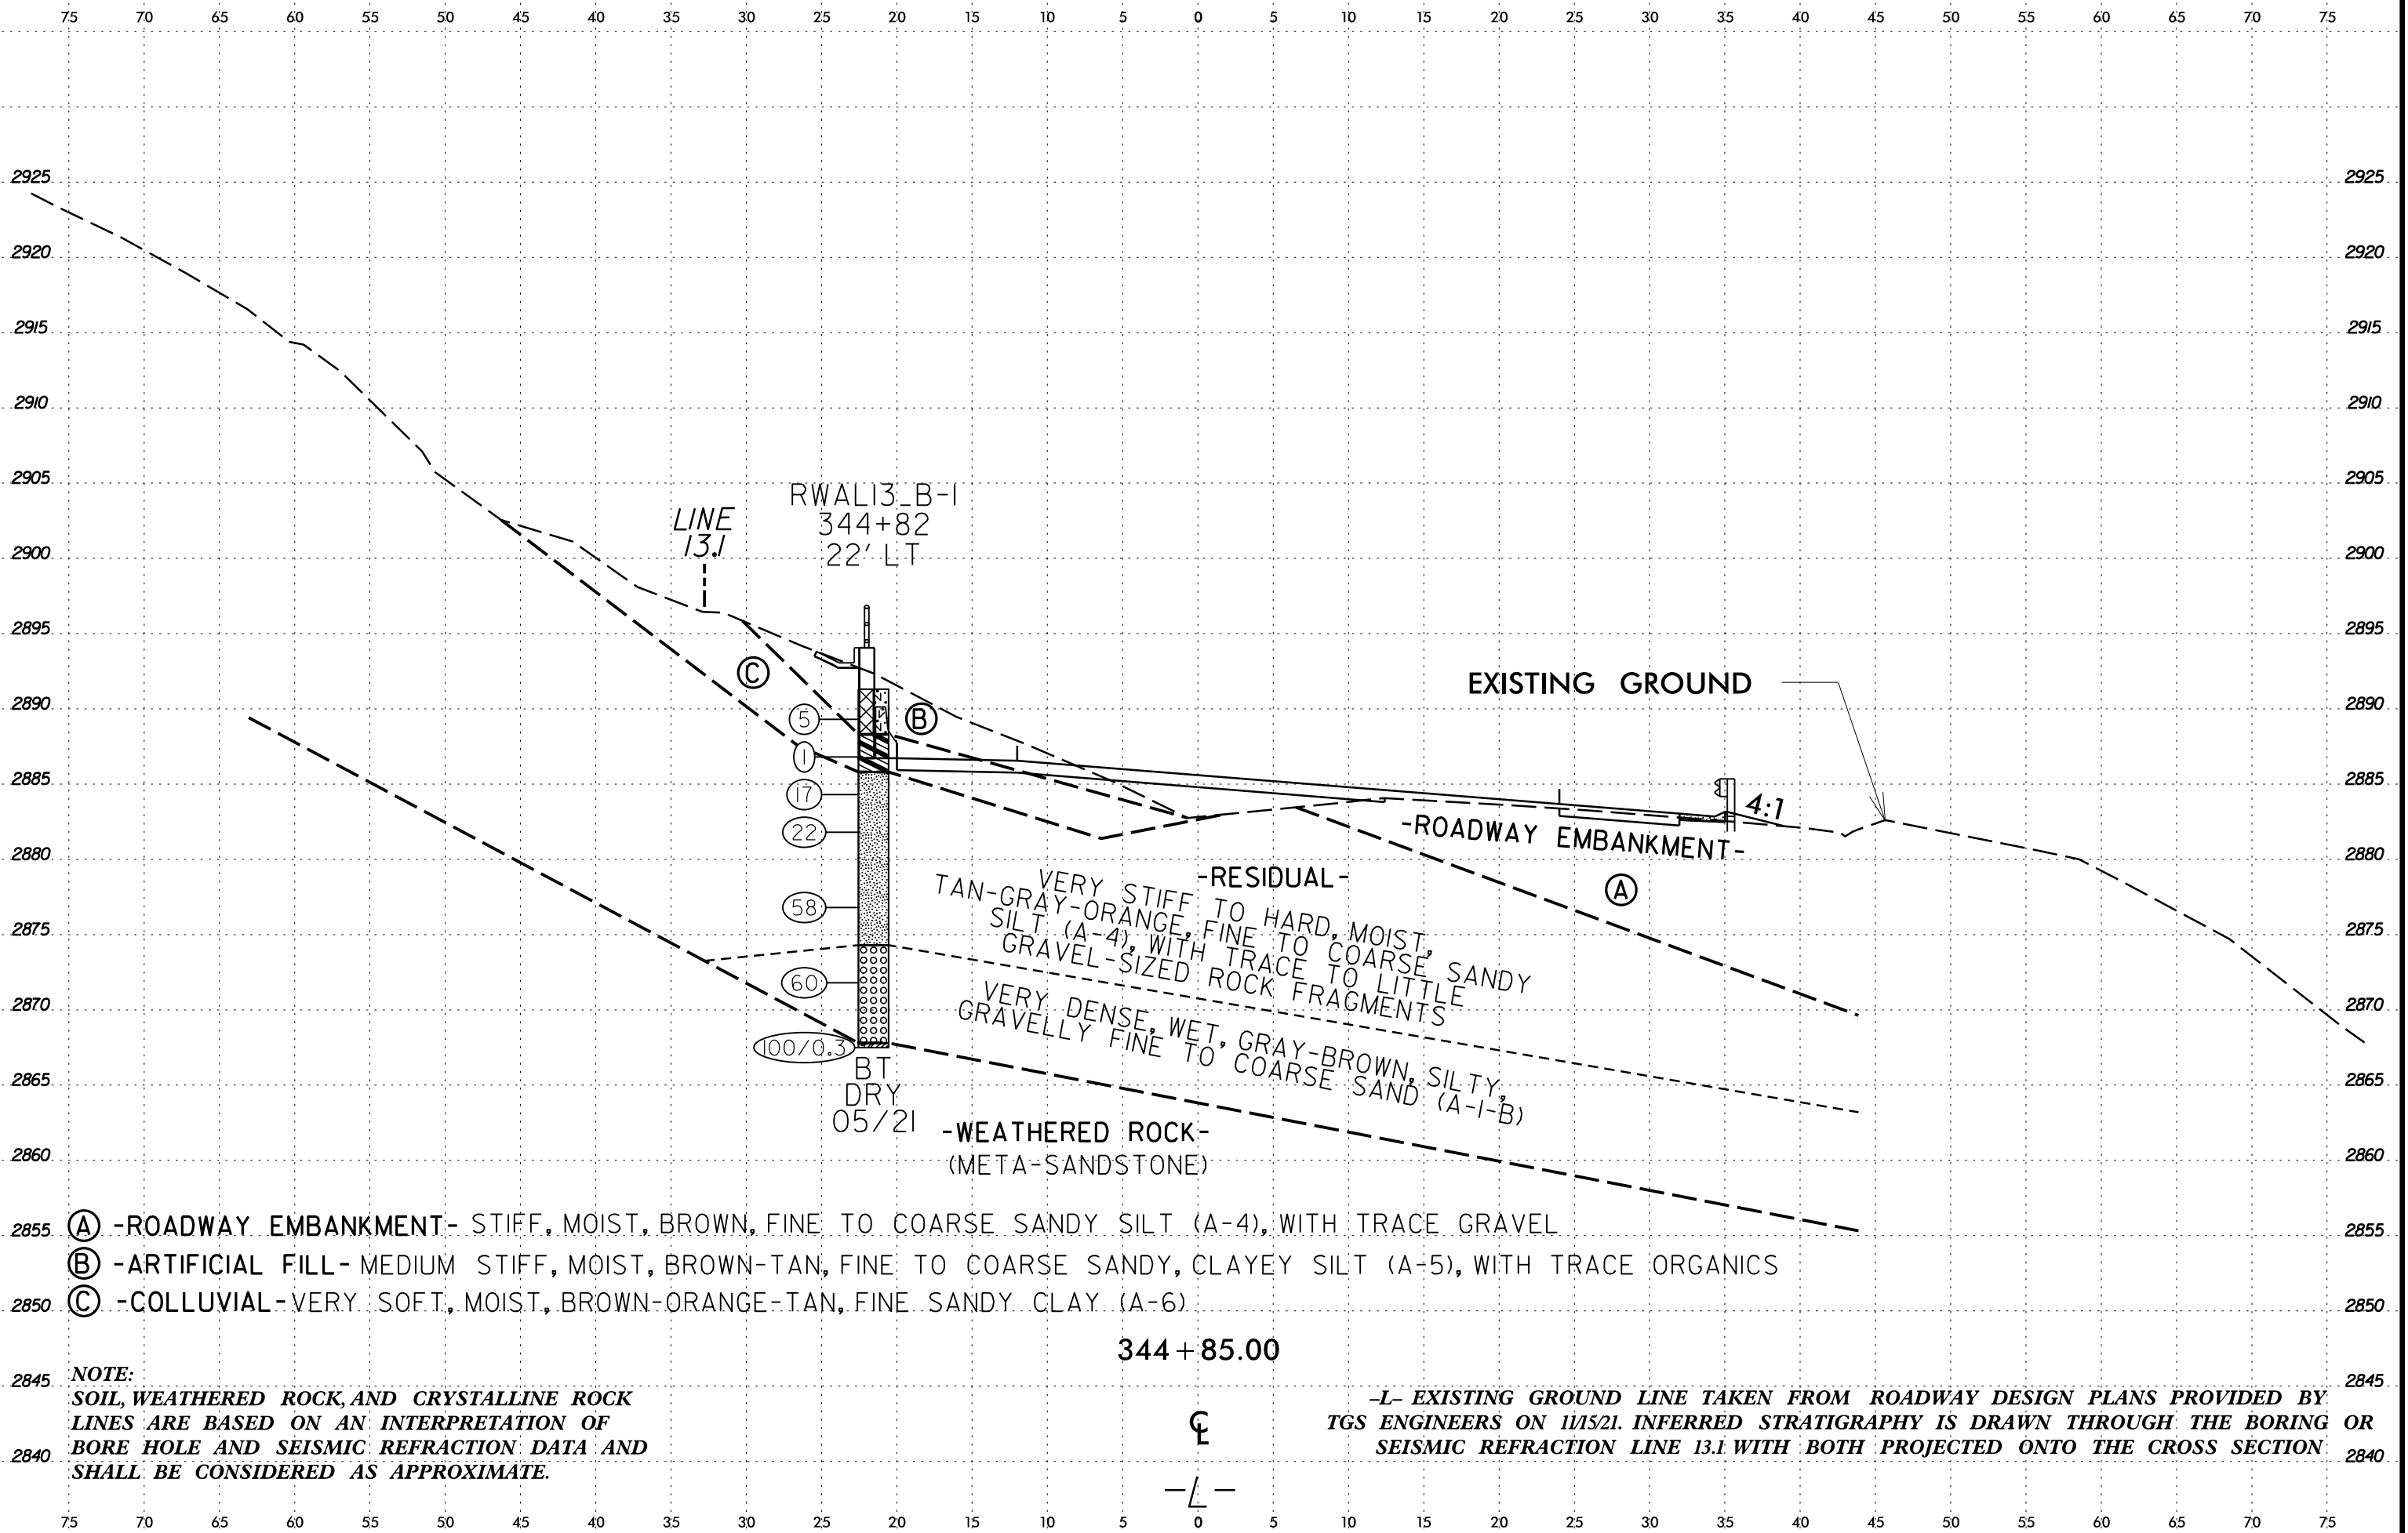 75 70 65 60 55 50 45 40 35 30 25 20 15 10 5 0 5 10 15 20 25 30 35 40 45 50 55 60 65 70 75
2925 2925
2920 2920
2915 2915
2910 2910
2905 2905
RWAL13_B-1
344+82
22' LT
LINE
13.1
2900 2900
2895 2895
C
EXISTING GROUND
2890 2890
5
B
1
2885 2885
17
4:1
22
-ROADWAY EMBANKMENT-
2880 2880
-RESIDUAL-
A
VERY STIFF TO HARD, MOIST,
TAN-GRAY-ORANGE, FINE TO COARSE SANDY
SILT (A-4), WITH TRACE TO LITTLE
GRAVEL-SIZED ROCK FRAGMENTS
58
2875 2875
60
2870 2870
VERY DENSE, WET, GRAY-BROWN, SILTY,
GRAVELLY FINE TO COARSE SAND (A-1-B)
100/0.3
BT
DRY
05/21
2865 2865
-WEATHERED ROCK-
(META-SANDSTONE)
2860 2860
A -ROADWAY EMBANKMENT- STIFF, MOIST, BROWN, FINE TO COARSE SANDY SILT (A-4), WITH TRACE GRAVEL
2855 2855
B -ARTIFICIAL FILL- MEDIUM STIFF, MOIST, BROWN-TAN, FINE TO COARSE SANDY, CLAYEY SILT (A-5), WITH TRACE ORGANICS
C -COLLUVIAL- VERY SOFT, MOIST, BROWN-ORANGE-TAN, FINE SANDY CLAY (A-6)
2850 2850
344+85.00
2845 2845
NOTE:
SOIL, WEATHERED ROCK, AND CRYSTALLINE ROCK
LINES ARE BASED ON AN INTERPRETATION OF
BORE HOLE AND SEISMIC REFRACTION DATA AND
SHALL BE CONSIDERED AS APPROXIMATE.
-L- EXISTING GROUND LINE TAKEN FROM ROADWAY DESIGN PLANS PROVIDED BY
TGS ENGINEERS ON 11/15/21. INFERRED STRATIGRAPHY IS DRAWN THROUGH THE BORING OR
SEISMIC REFRACTION LINE 13.1 WITH BOTH PROJECTED ONTO THE CROSS SECTION
2840 2840
℄
-L-
75 70 65 60 55 50 45 40 35 30 25 20 15 10 5 0 5 10 15 20 25 30 35 40 45 50 55 60 65 70 75